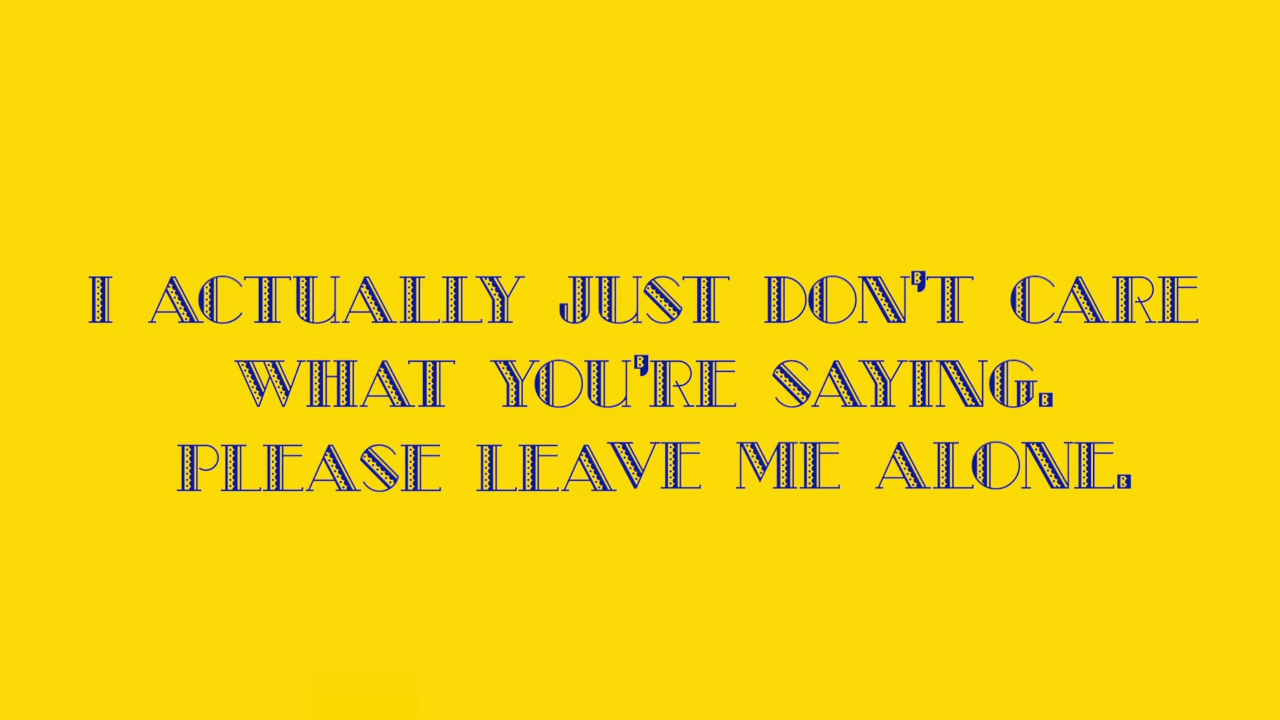 I ACTUALLY JUST DON'T CARE
WHAT YOU'RE SAYING.
PLEASE LEAVE ME ALONE.